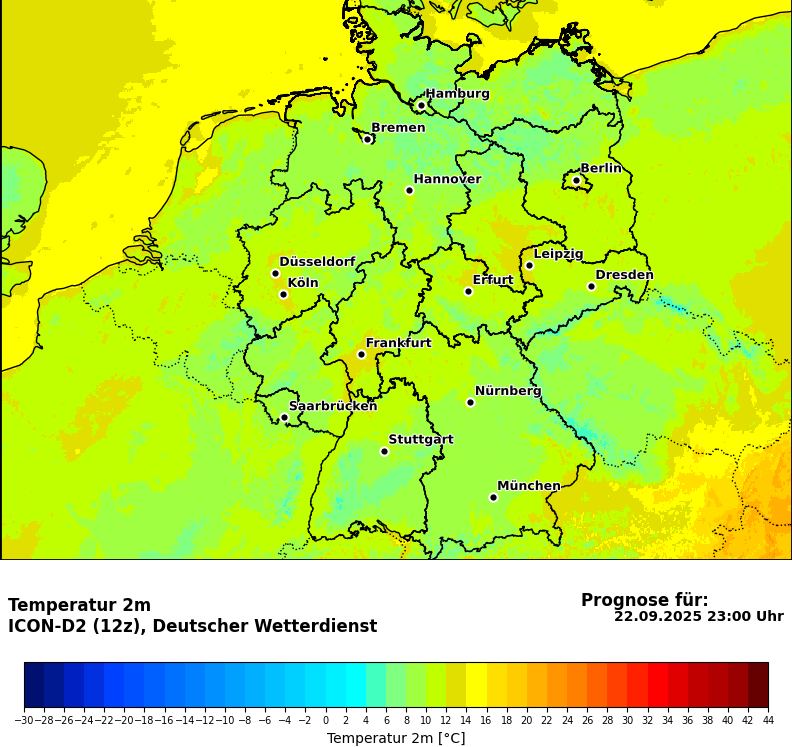 Hamburg
Bremen
Berlin
Hannover
Leipzig
Düsseldorf
Dresden
Köln
Erfurt
Frankfurt
Nürnberg
Saarbrücken
Stuttgart
München
Temperatur 2m
ICON-D2 (12z), Deutscher Wetterdienst
Prognose für:
22.09.2025 23:00 Uhr
−30 −28 −26 −24 −22 −20 −18 −16 −14 −12 −10 −8 −6 −4 −2 0 2 4 6 8 10 12 14 16 18 20 22 24 26 28 30 32 34 36 38 40 42 44
Temperatur 2m [°C]